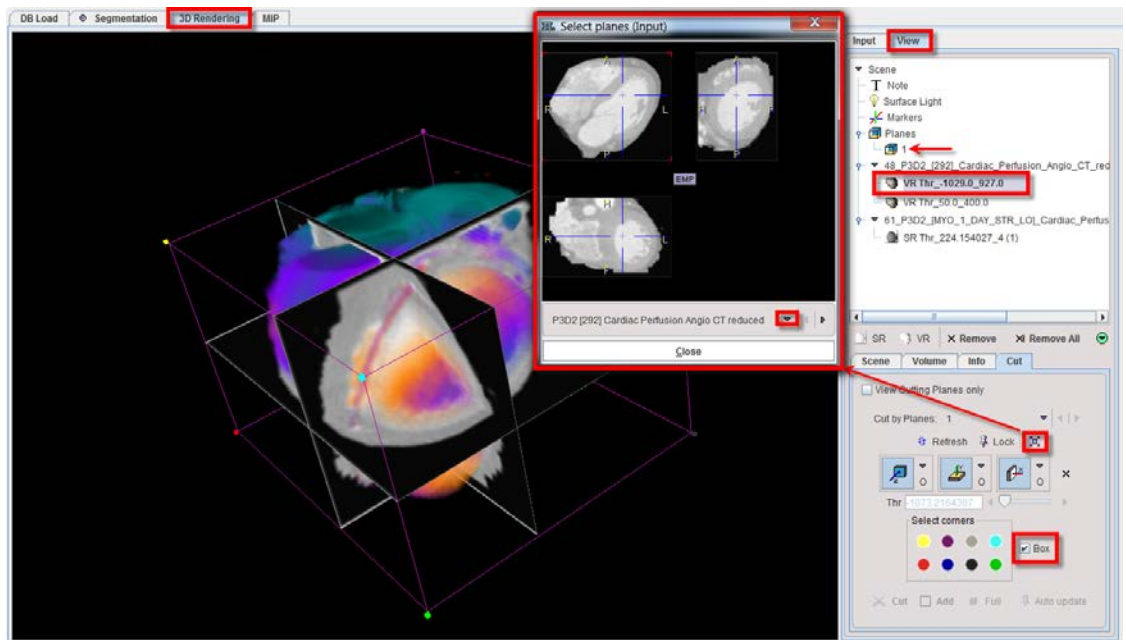 DB Load Segmentation 3D Rendering MIP
Select planes (Input)
A
R L
P
H F
P
EMP
H
R L
F
P3D2 [292] Cardiac Perfusion Angio CT reduced
Close
Input View
Scene
Note
Surface Light
Markers
Planes
1
48_P3D2_[292]_Cardiac_Perfusion_Angio_CT_red
VR Thr_-1029.0_927.0
VR Thr_50.0_400.0
61_P3D2_[MYO_1_DAY_STR_LO]_Cardiac_Perfus
SR Thr_224.154027_4 (1)
SR VR Remove Remove All
Scene Volume Info Cut
View Cutting Planes only
Cut by Planes: 1
Refresh Lock
Thr
Select corners
Box
Cut Add Full Auto update